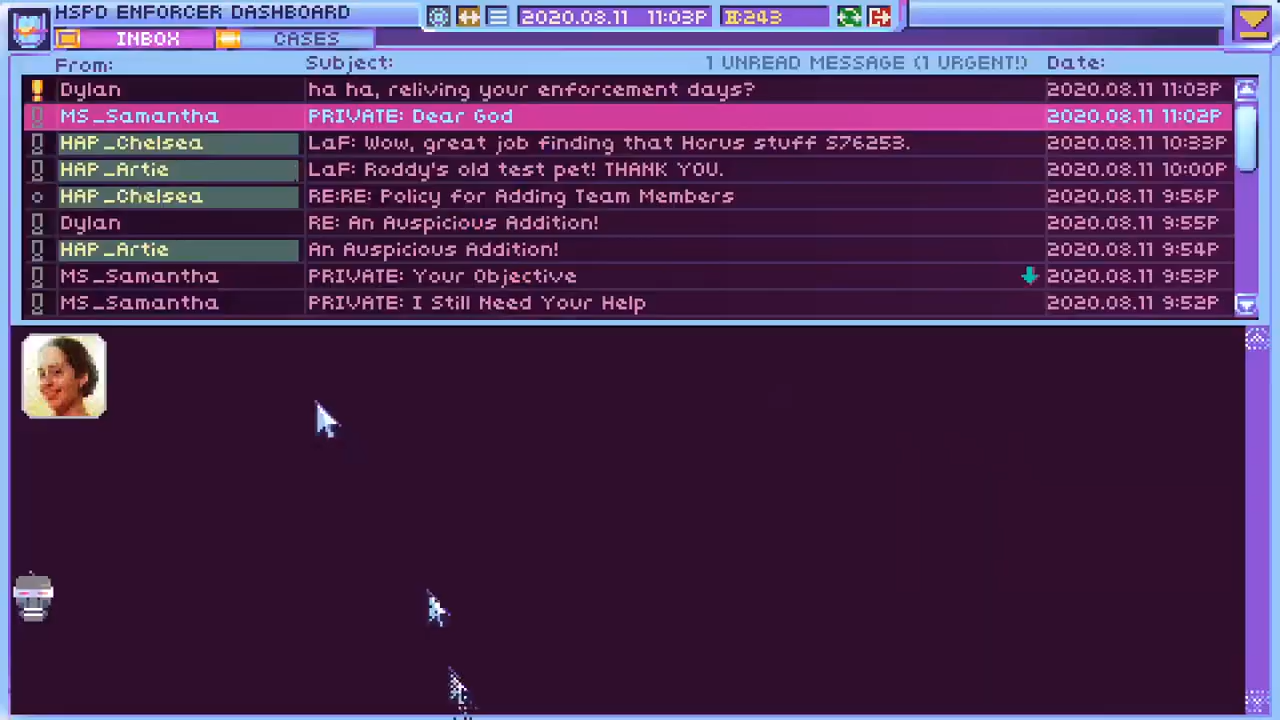 HSPD ENFORCER DASHBOARD
2020.08.11 11:03P
243
INBOX
CASES
From:
Subject:
1 UNREAD MESSAGE (1 URGENT!)
Date:
Dylan
ha ha, reliving your enforcement days?
2020.08.11 11:03P
MS_Samantha
PRIVATE: Dear God
2020.08.11 11:02P
HAP_Chelsea
LaF: Wow, great job finding that Horus stuff S76253.
2020.08.11 10:33P
HAP_Artie
LaF: Roddy's old test pet! THANK YOU.
2020.08.11 10:00P
HAP_Chelsea
RE:RE: Policy for Adding Team Members
2020.08.11 9:56P
Dylan
RE: An Auspicious Addition!
2020.08.11 9:55P
HAP_Artie
An Auspicious Addition!
2020.08.11 9:54P
MS_Samantha
PRIVATE: Your Objective
2020.08.11 9:53P
MS_Samantha
PRIVATE: I Still Need Your Help
2020.08.11 9:52P